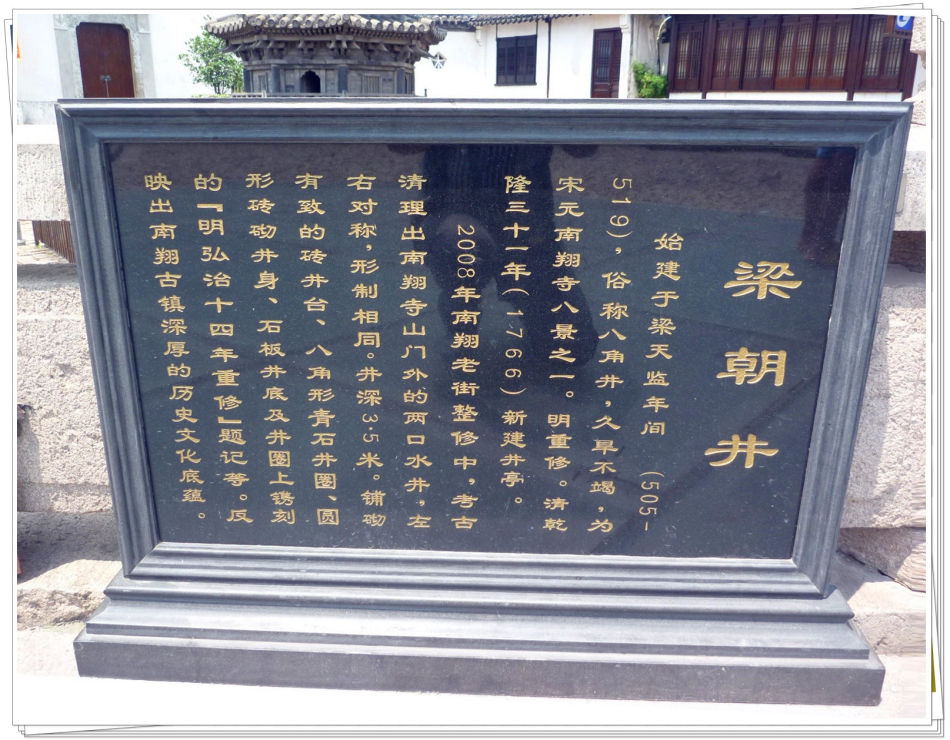 梁朝井
始建于梁天监年间（505–
519），俗称八角井，久旱不竭，为
宋元南翔寺八景之一。明重修。清乾
隆三十一年（1766）新建井亭。
2008年南翔老街整修中，考古
清理出南翔寺山门外的两口水井，左
右对称，形制相同。井深3.5米。铺砌
有致的砖井台、八角形青石井圈、圆
形砖砌井身、石板井底及井圈上镌刻
的『明弘治十四年重修』题记等。反
映出南翔古镇深厚的历史文化底蕴。